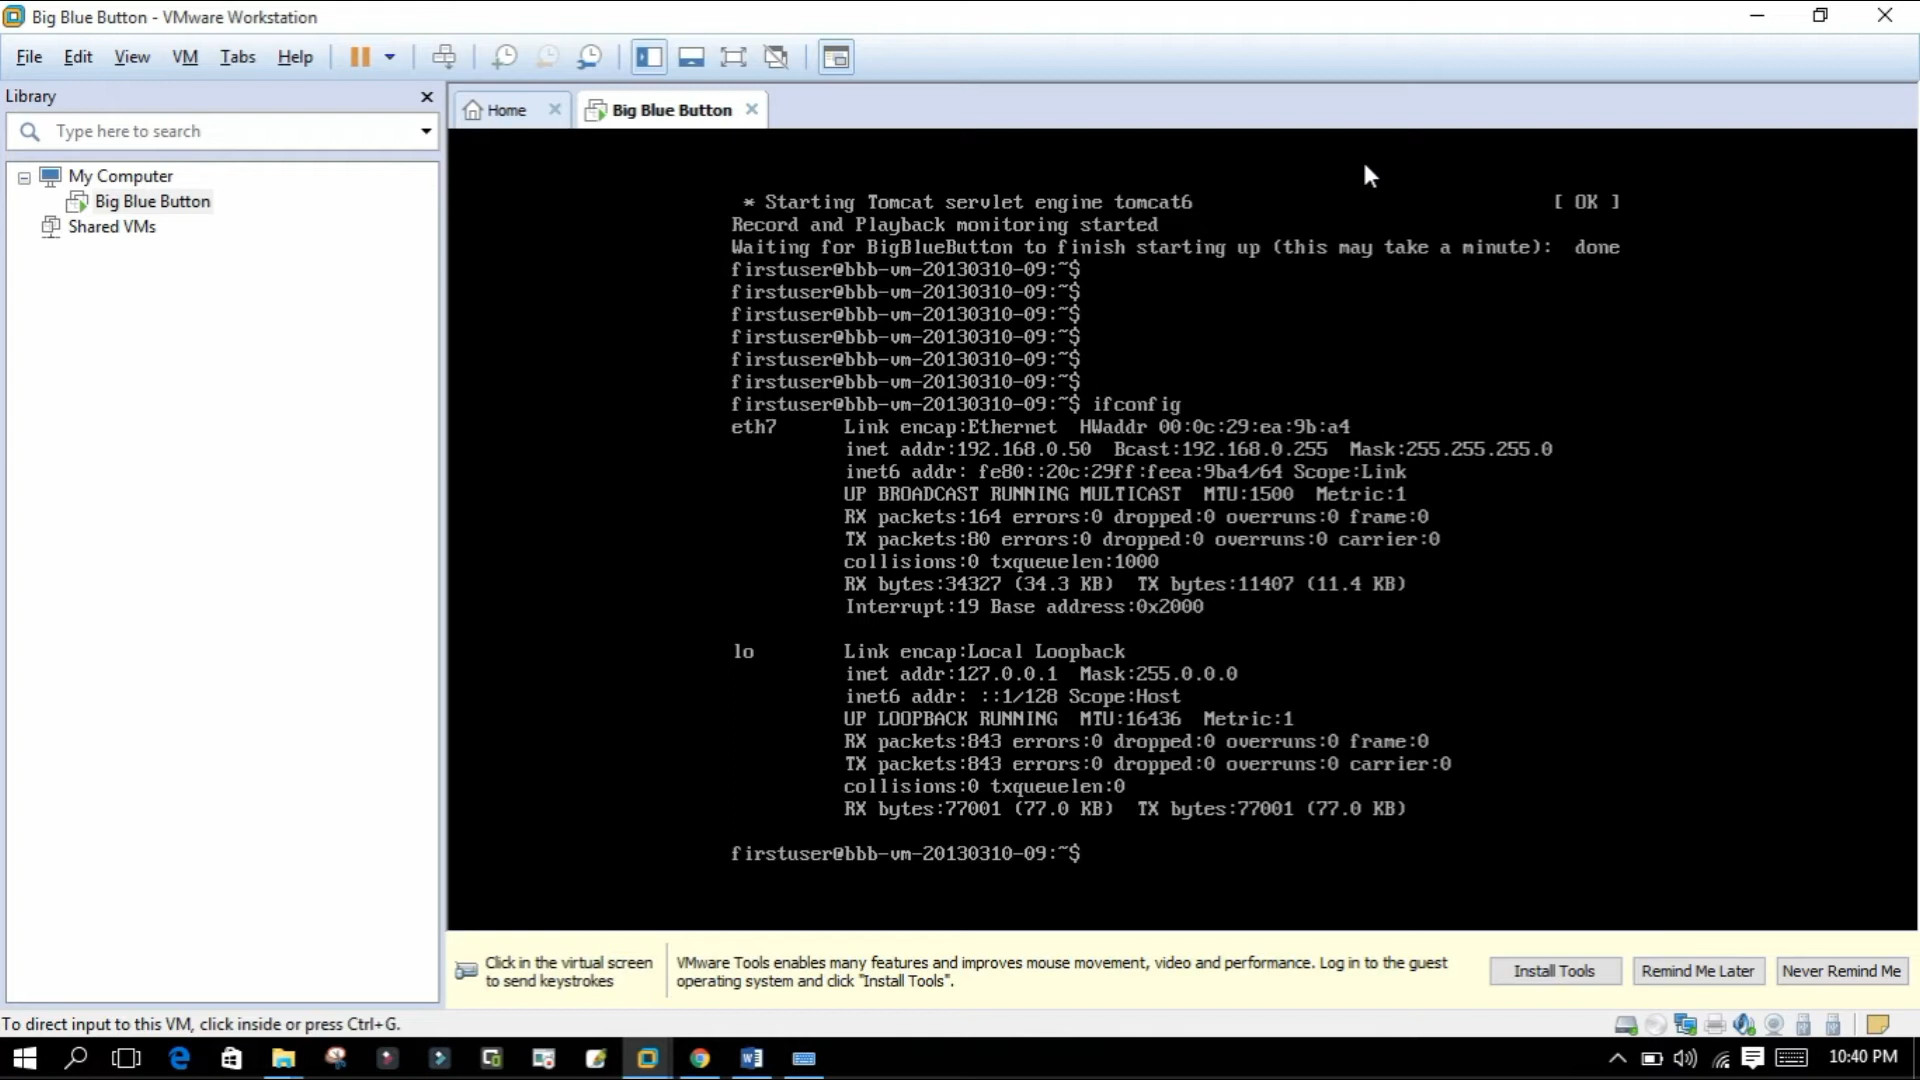 Big Blue Button - VMware Workstation
File Edit View VM Tabs Help
Library
Type here to search
My Computer
Big Blue Button
Shared VMs
Home
Big Blue Button
* Starting Tomcat servlet engine tomcat6 [ OK ]
Record and Playback monitoring started
Waiting for BigBlueButton to finish starting up (this may take a minute): done
firstuser@bbb-vm-20130310-09:~$
firstuser@bbb-vm-20130310-09:~$
firstuser@bbb-vm-20130310-09:~$
firstuser@bbb-vm-20130310-09:~$
firstuser@bbb-vm-20130310-09:~$
firstuser@bbb-vm-20130310-09:~$
firstuser@bbb-vm-20130310-09:~$ ifconfig
eth7 Link encap:Ethernet HWaddr 00:0c:29:ea:9b:a4
inet addr:192.168.0.50 Bcast:192.168.0.255 Mask:255.255.255.0
inet6 addr: fe80::20c:29ff:feea:9ba4/64 Scope:Link
UP BROADCAST RUNNING MULTICAST MTU:1500 Metric:1
RX packets:164 errors:0 dropped:0 overruns:0 frame:0
TX packets:80 errors:0 dropped:0 overruns:0 carrier:0
collisions:0 txqueuelen:1000
RX bytes:34327 (34.3 KB) TX bytes:11407 (11.4 KB)
Interrupt:19 Base address:0x2000
lo Link encap:Local Loopback
inet addr:127.0.0.1 Mask:255.0.0.0
inet6 addr: ::1/128 Scope:Host
UP LOOPBACK RUNNING MTU:16436 Metric:1
RX packets:843 errors:0 dropped:0 overruns:0 frame:0
TX packets:843 errors:0 dropped:0 overruns:0 carrier:0
collisions:0 txqueuelen:0
RX bytes:77001 (77.0 KB) TX bytes:77001 (77.0 KB)
firstuser@bbb-vm-20130310-09:~$
Click in the virtual screen
to send keystrokes
VMware Tools enables many features and improves mouse movement, video and performance. Log in to the guest
operating system and click "Install Tools".
Install Tools
Remind Me Later
Never Remind Me
To direct input to this VM, click inside or press Ctrl+G.
10:40 PM